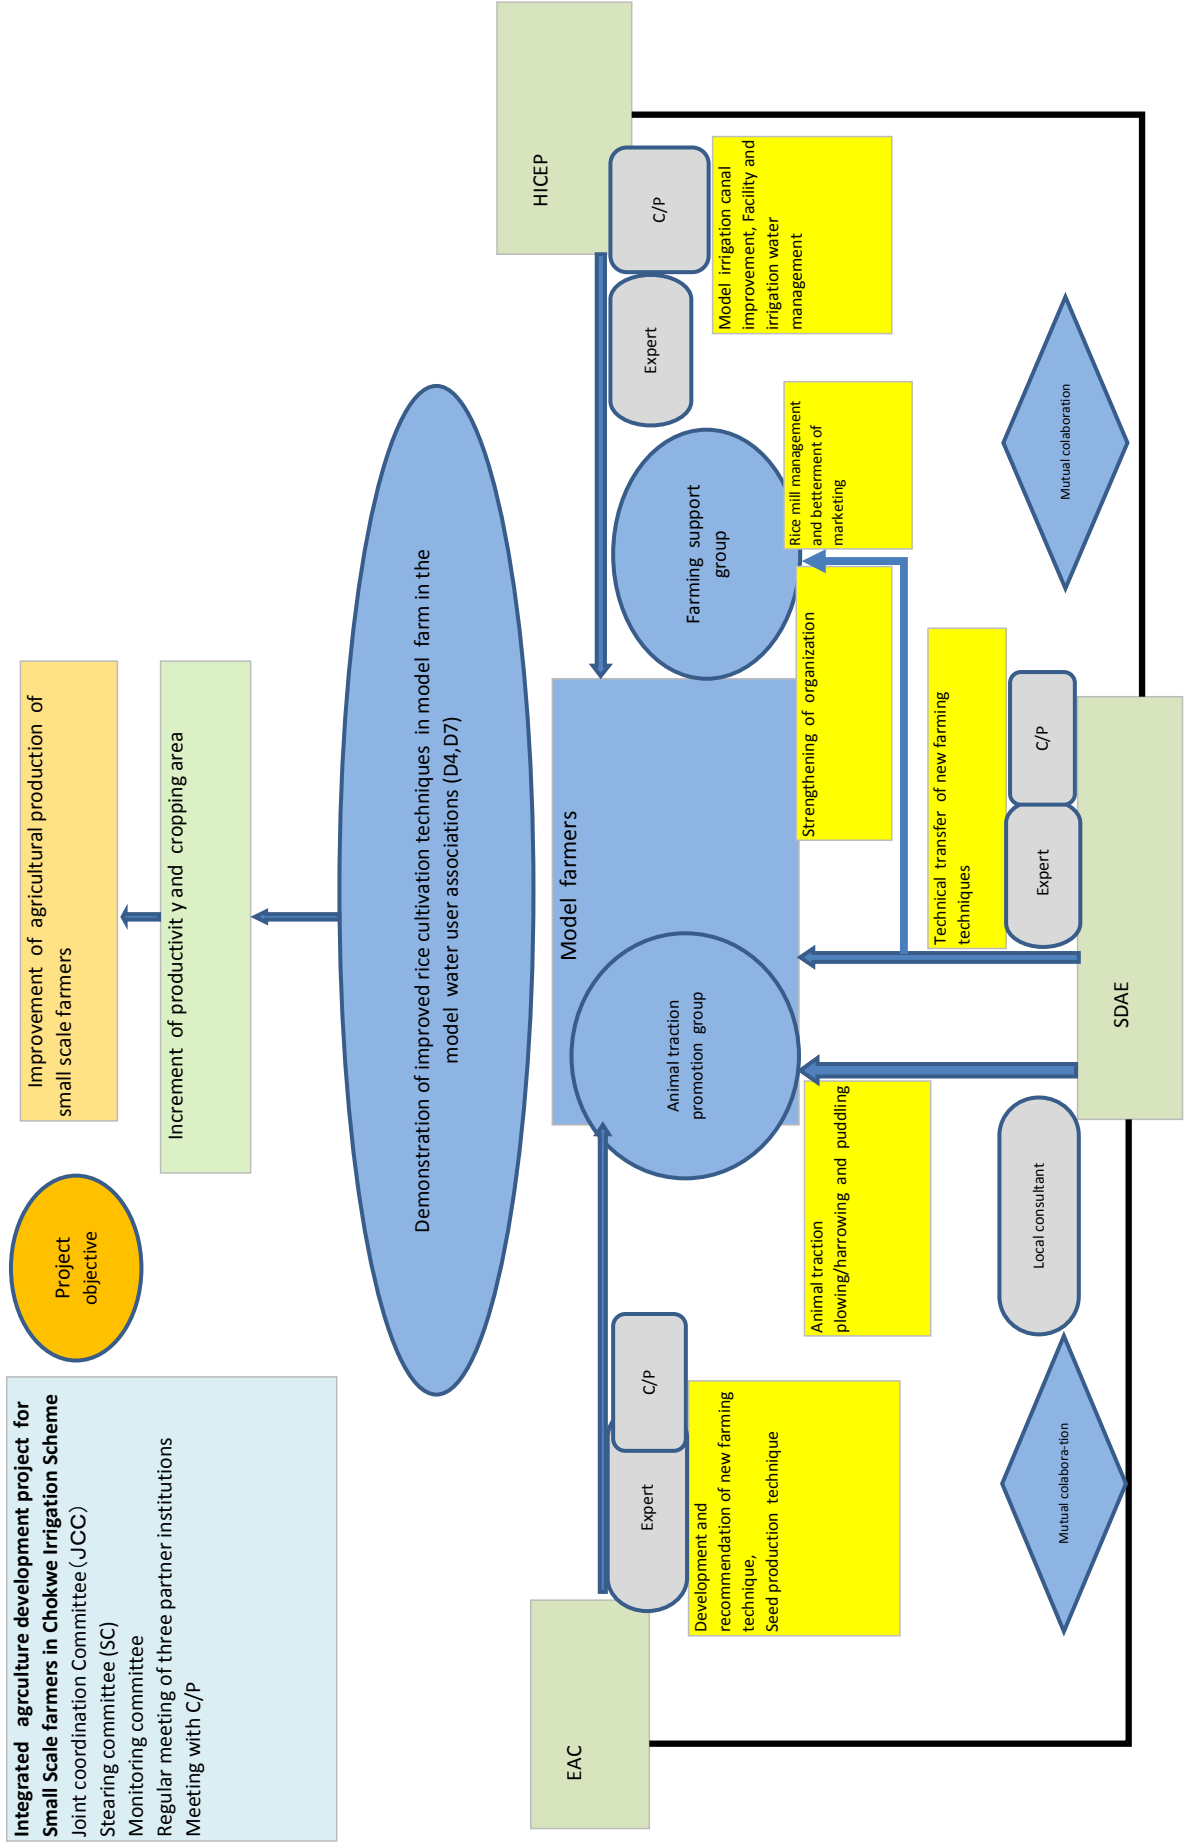 Integrated agrculture development project for
Small Scale farmers in Chokwe Irrigation Scheme
Joint coordination Committee(JCC)
Stearing committee (SC)
Monitoring committee
Regular meeting of three partner institutions
Meeting with C/P
Project
objective
Improvement of agricultural production of
small scale farmers
Increment of productivit y and cropping area
Demonstration of improved rice cultivation techniques in model farm in the
model water user associations (D4,D7)
EAC
Expert
C/P
Development and
recommendation of new farming
technique,
Seed production technique
Model farmers
Animal traction
promotion group
Farming support
group
HICEP
Expert
C/P
Model irrigation canal
improvement, Facility and
irrigation water
management
Rice mill management
and betterment of
marketing
Strengthening of organization
Animal traction
plowing/harrowing and puddling
Technical transfer of new farming
techniques
Local consultant
Expert
C/P
Mutual colabora-tion
SDAE
Mutual colaboration